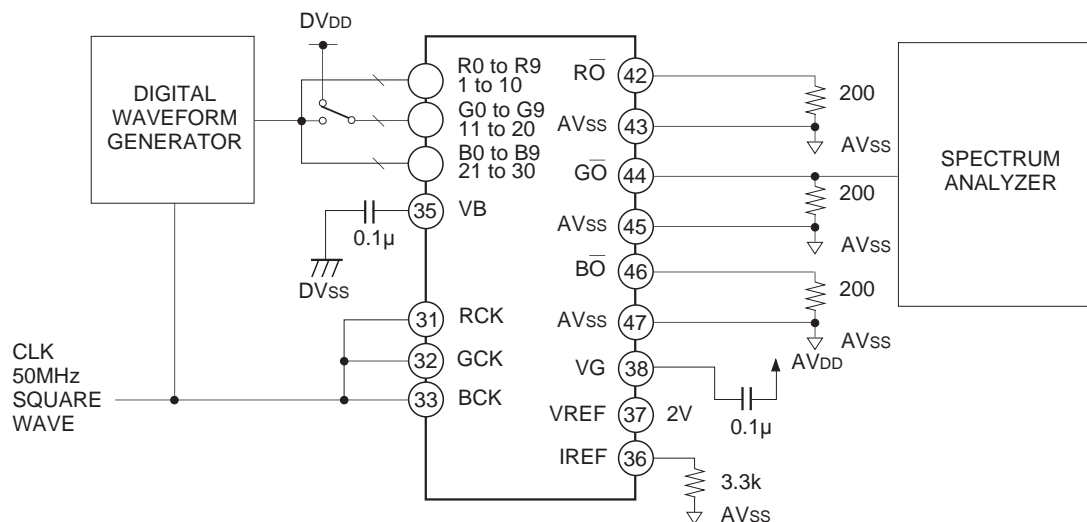 DVDD
DIGITAL
WAVEFORM
GENERATOR
R0 to R9
1 to 10
G0 to G9
11 to 20
B0 to B9
21 to 30
35 VB
0.1µ
DVSS
31 RCK
32 GCK
33 BCK
CLK
50MHz
SQUARE
WAVE
RO̅ 42
200
AVSS 43
AVSS
GO̅ 44
200
AVSS 45
AVSS
BO̅ 46
200
AVSS 47
AVSS
VG 38
AVDD
0.1µ
VREF 37 2V
IREF 36
3.3k
AVSS
SPECTRUM
ANALYZER